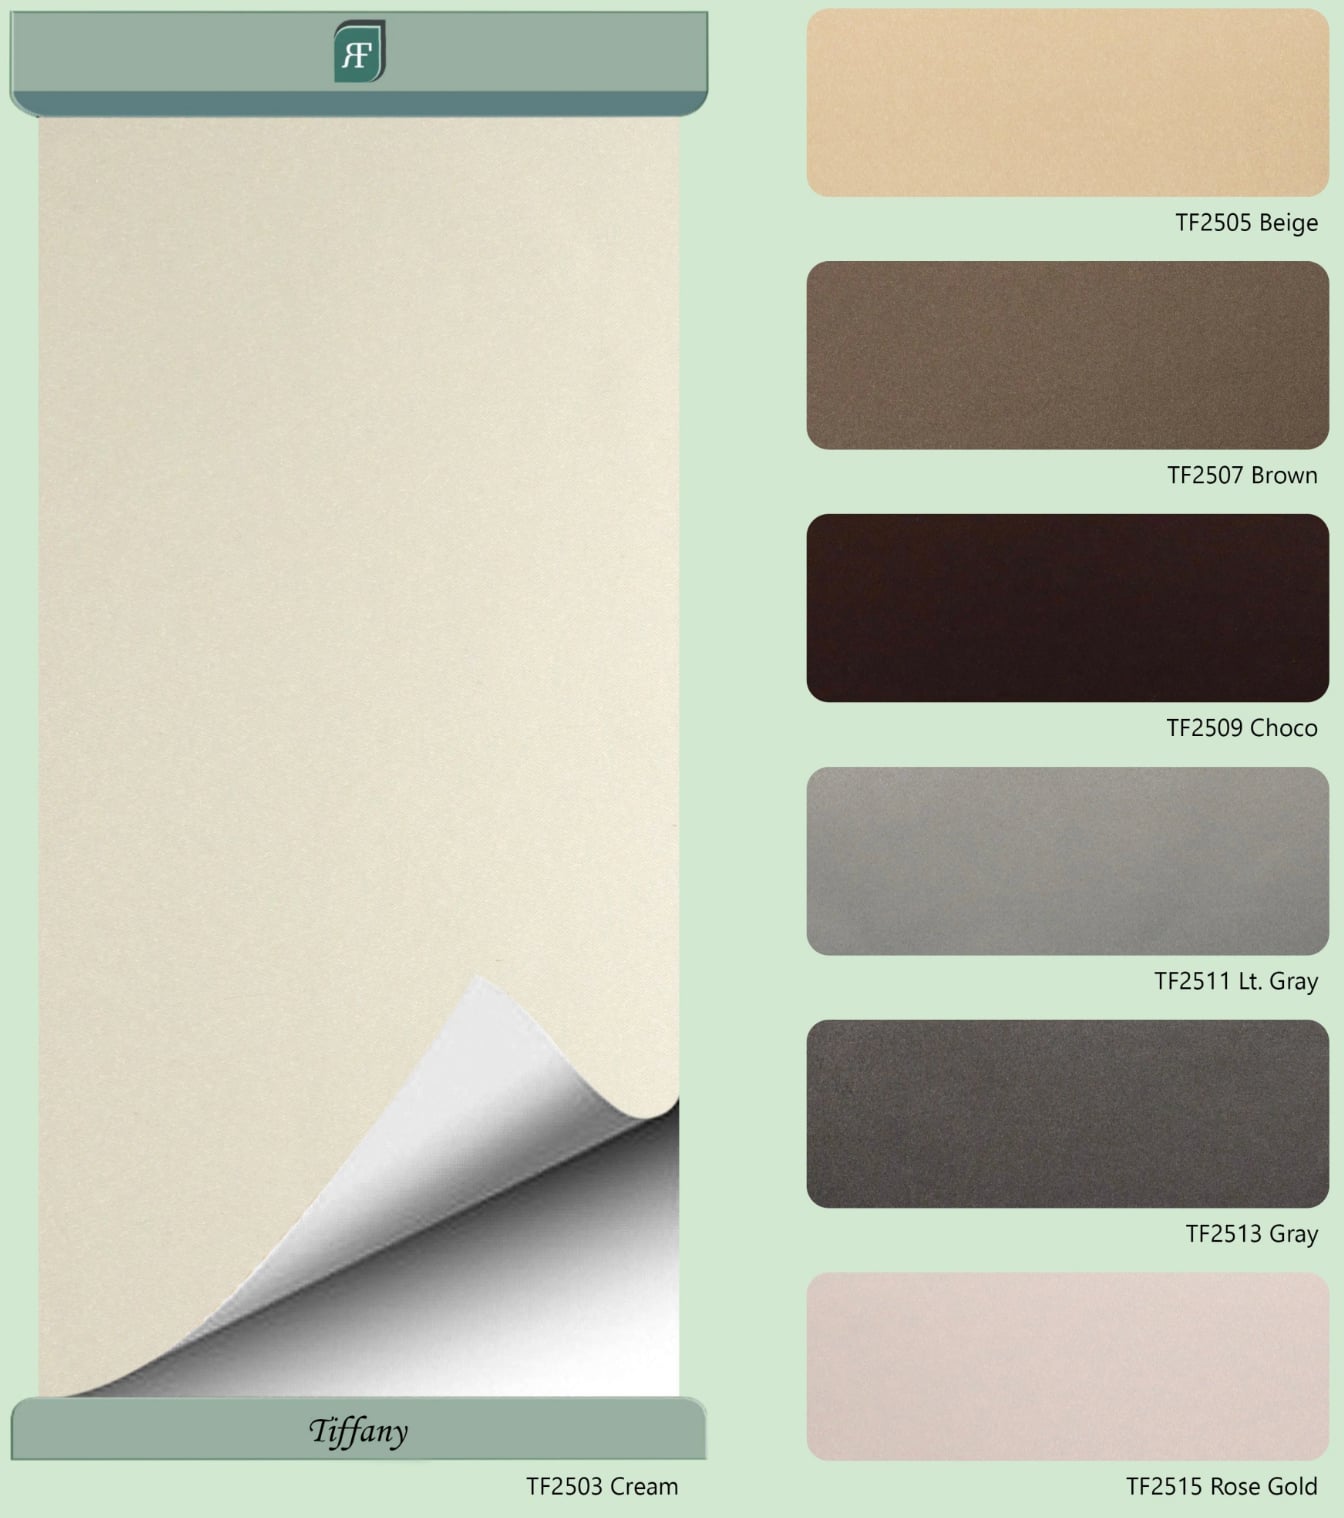 RF
Tiffany
TF2503 Cream
TF2505 Beige
TF2507 Brown
TF2509 Choco
TF2511 Lt. Gray
TF2513 Gray
TF2515 Rose Gold